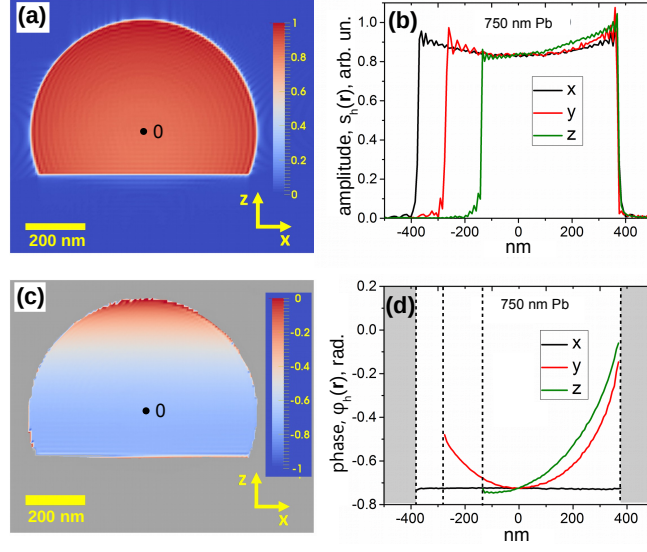 (a)
0
1
0.8
0.6
0.4
0.2
0
z
x
200 nm
(b)
750 nm Pb
x
y
z
amplitude, s_h(r), arb. un.
1.0
0.8
0.6
0.4
0.2
0.0
-400 -200 0 200 400
nm
(c)
0
0
-0.2
-0.4
-0.6
-0.8
-1
z
x
200 nm
(d)
750 nm Pb
x
y
z
phase, φ_h(r), rad.
0.2
0.0
-0.2
-0.4
-0.6
-0.8
-400 -200 0 200 400
nm